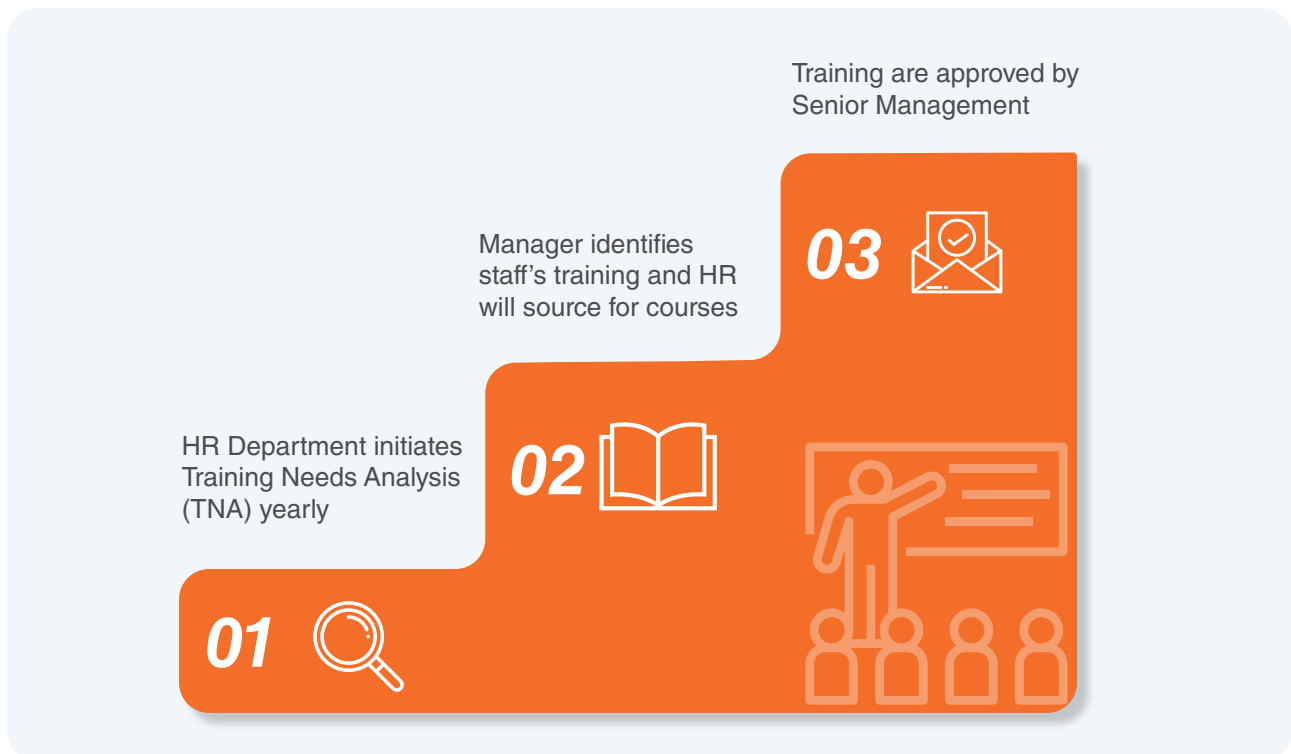 HR Department initiates
Training Needs Analysis
(TNA) yearly
01
Manager identifies
staff's training and HR
will source for courses
02
Training are approved by
Senior Management
03